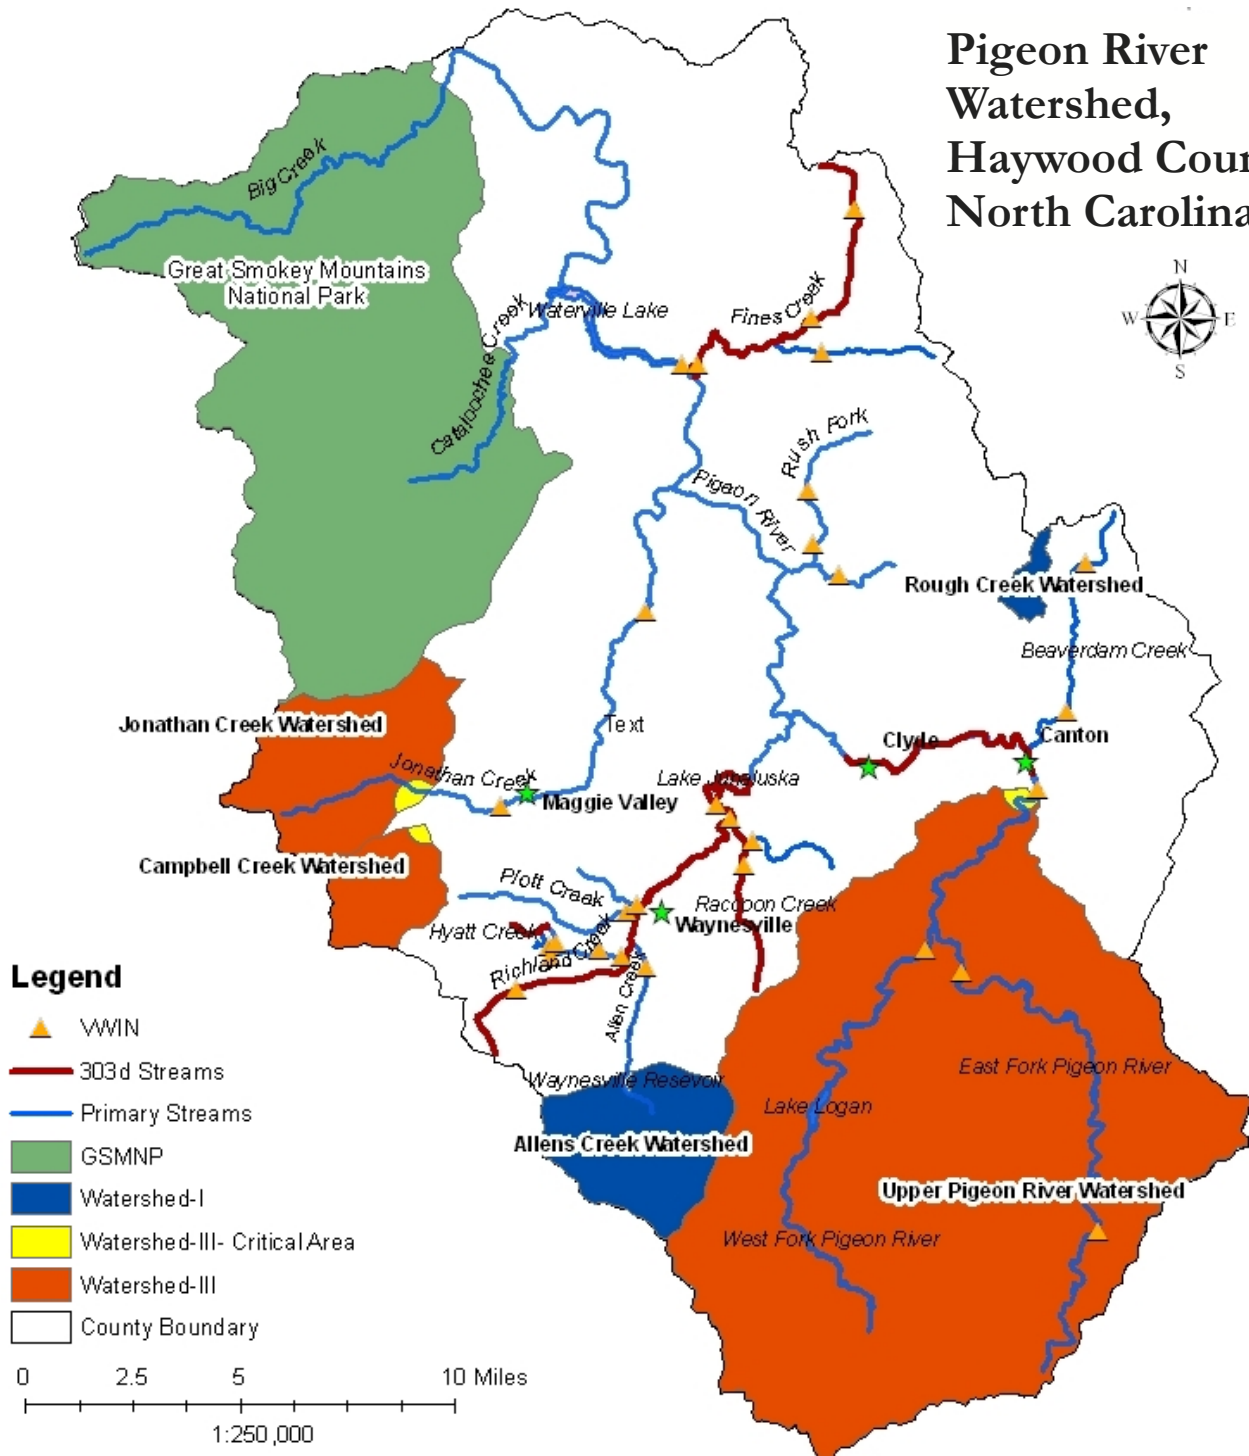 Pigeon River
Watershed,
Haywood Coun
North Carolina
N
W
E
S
Big Creek
Great Smokey Mountains
National Park
Waterville Lake
Fines Creek
Cataloochee Creek
Rush Fork
Pigeon River
Rough Creek Watershed
Beaverdam Creek
Jonathan Creek Watershed
Text
Clyde
Canton
Jonathan Creek
Lake Junaluska
Maggie Valley
Campbell Creek Watershed
Plott Creek
Raccoon Creek
Waynesville
Hyatt Creek
Richland Creek
Allen Creek
Legend
VWIN
303d Streams
Primary Streams
GSMNP
Watershed-I
Watershed-III- Critical Area
Watershed-III
County Boundary
East Fork Pigeon River
Waynesville Resevoir
Lake Logan
Allens Creek Watershed
Upper Pigeon River Watershed
West Fork Pigeon River
0 2.5 5 10 Miles
1:250,000